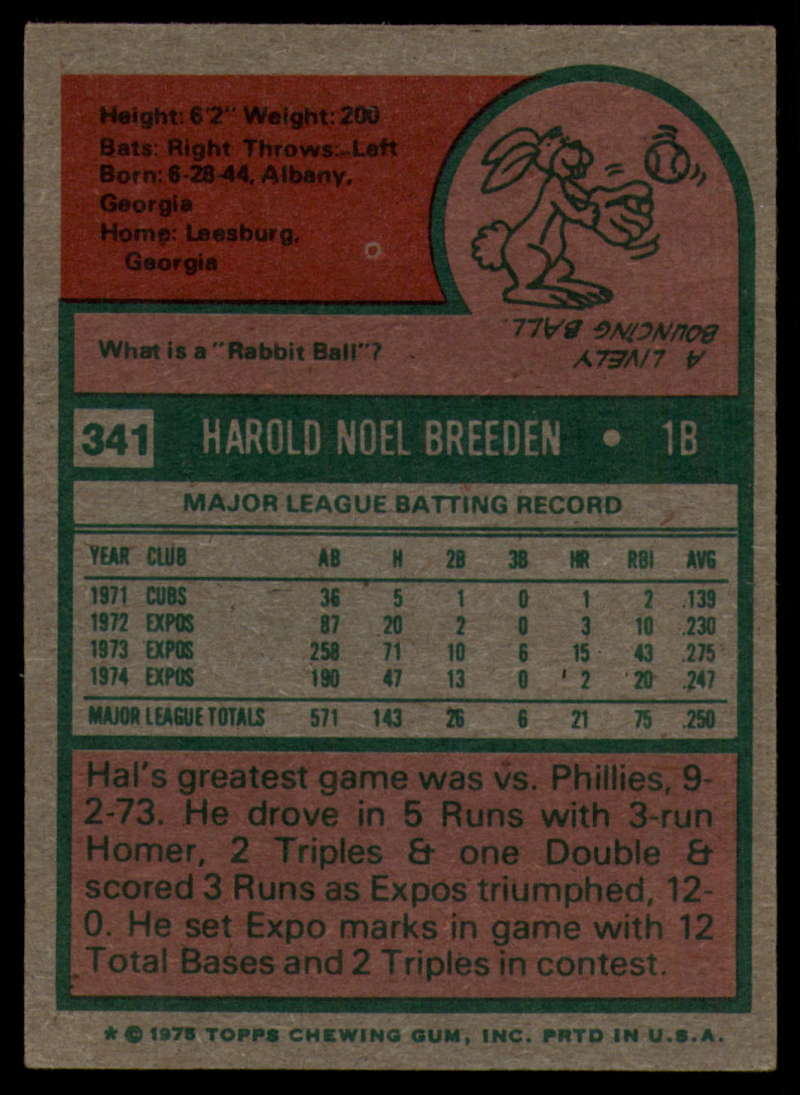 Height: 6'2" Weight: 200
Bats: Right Throws: Left
Born: 6-28-44, Albany,
Georgia
Home: Leesburg,
Georgia
What is a "Rabbit Ball"?
A LIVELY
BOUNCING BALL.
341 HAROLD NOEL BREEDEN • 1B
MAJOR LEAGUE BATTING RECORD
YEAR CLUB AB H 2B 3B HR RBI AVG
1971 CUBS 36 5 1 0 1 2 .139
1972 EXPOS 87 20 2 0 3 10 .230
1973 EXPOS 258 71 10 6 15 43 .275
1974 EXPOS 190 47 13 0 2 20 .247
MAJOR LEAGUE TOTALS 571 143 26 6 21 75 .250
Hal's greatest game was vs. Phillies, 9-
2-73. He drove in 5 Runs with 3-run
Homer, 2 Triples & one Double &
scored 3 Runs as Expos triumphed, 12-
0. He set Expo marks in game with 12
Total Bases and 2 Triples in contest.
* © 1975 TOPPS CHEWING GUM, INC. PRTD IN U.S.A.